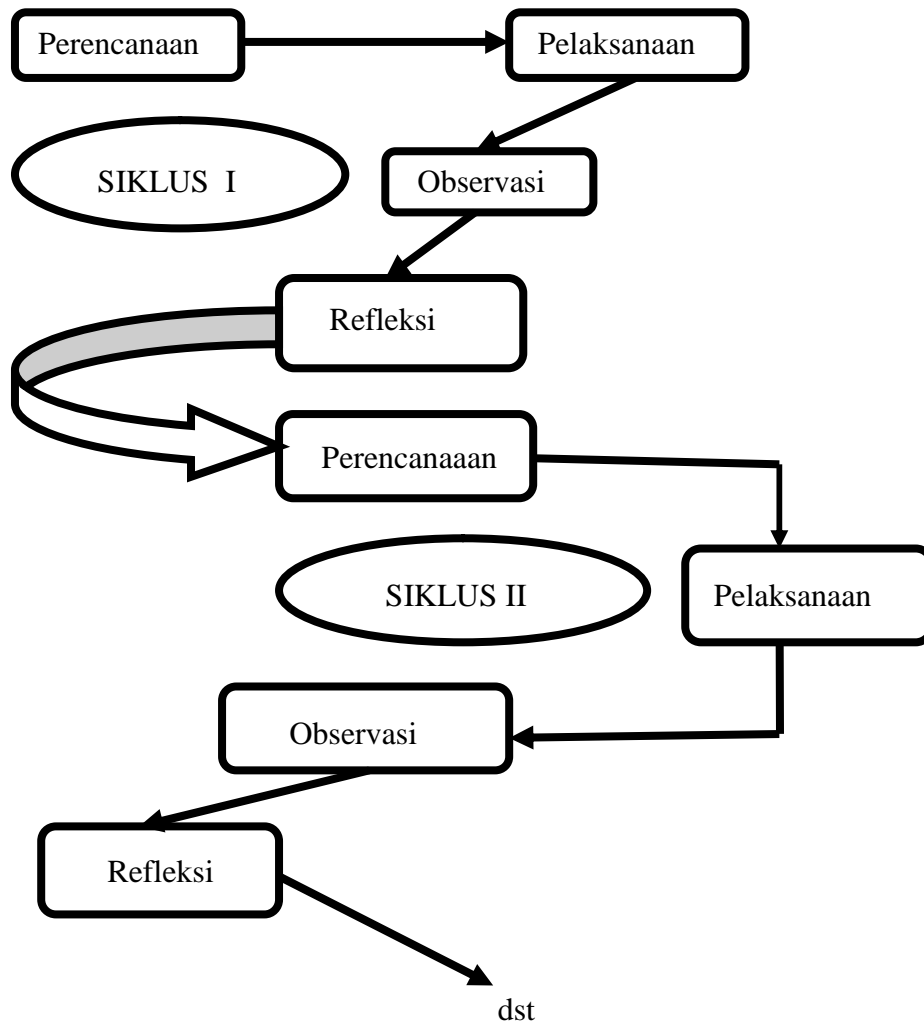 Perencanaan
Pelaksanaan
SIKLUS I
Observasi
Refleksi
Perencanaaan
SIKLUS II
Pelaksanaan
Observasi
Refleksi
dst